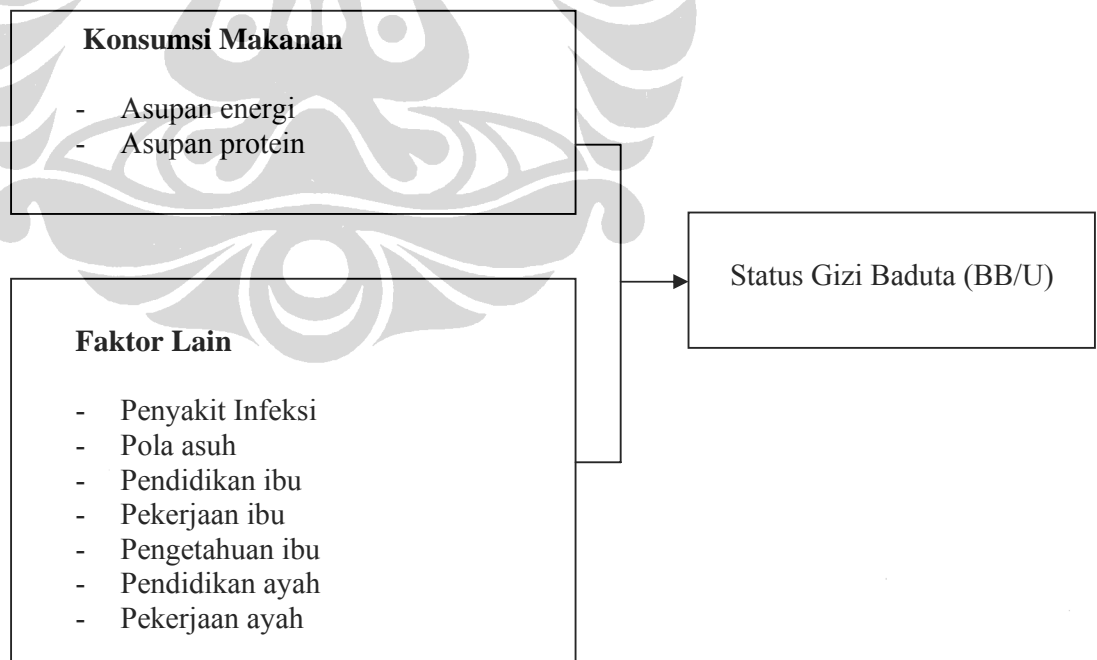 Konsumsi Makanan
- Asupan energi
- Asupan protein
Status Gizi Baduta (BB/U)
Faktor Lain
- Penyakit Infeksi
- Pola asuh
- Pendidikan ibu
- Pekerjaan ibu
- Pengetahuan ibu
- Pendidikan ayah
- Pekerjaan ayah